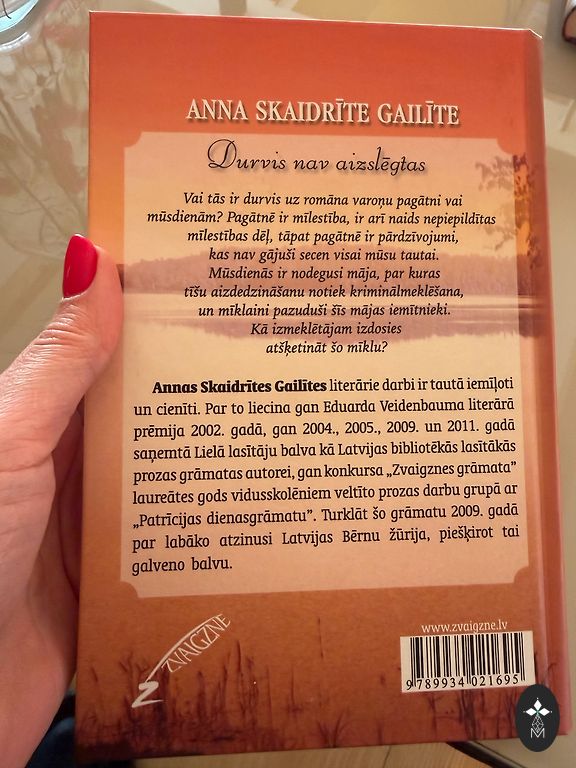 ANNA SKAIDRĪTE GAILĪTE
Durvis nav aizslēgtas
Vai tās ir durvis uz romāna varoņu pagātni vai
mūsdienām? Pagātnē ir mīlestība, ir arī naids nepiepildītas
mīlestības dēļ, tāpat pagātnē ir pārdzīvojumi,
kas nav gājuši secen visai mūsu tautai.
Mūsdienās ir nodegusi māja, par kuras
tīšu aizdedzināšanu notiek kriminālmeklēšana,
un mīklaini pazuduši šīs mājas iemītnieki.
Kā izmeklētājam izdosies
atšķetināt šo mīklu?
Annas Skaidrītes Gailītes literārie darbi ir tautā iemīļoti
un cienīti. Par to liecina gan Eduarda Veidenbauma literārā
prēmija 2002. gadā, gan 2004., 2005., 2009. un 2011. gadā
saņemtā Lielā lasītāju balva kā Latvijas bibliotēkās lasītākās
prozas grāmatas autorei, gan konkursa „Zvaigznes grāmata”
laureātes gods vidusskolēniem veltīto prozas darbu grupā ar
„Patrīcijas dienasgrāmatu”. Turklāt šo grāmatu 2009. gadā
par labāko atzinusi Latvijas Bērnu žūrija, piešķirot tai
galveno balvu.
ZVAIGZNE
www.zvaigzne.lv
9 789934 021695
M